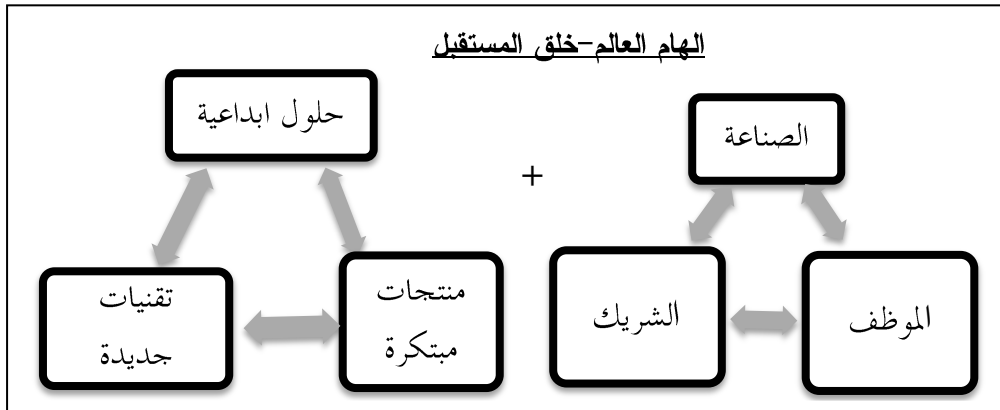 الهام العالم-خلق المستقبل
الصناعة
+
حلول ابداعية
الموظف
الشريك
منتجات
مبتكرة
تقنيات
جديدة